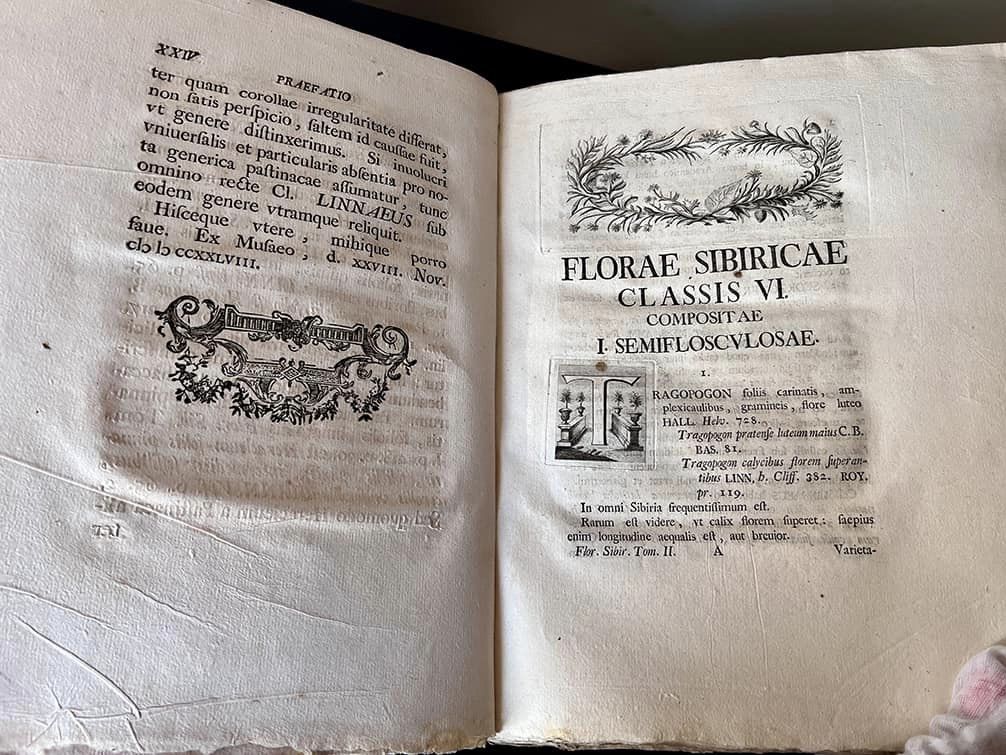 XXIV
PRAEFATIO
ter quam corollae irregularitate differat,
non ſatis perſpicio, ſaltem id cauſſae fuit,
vt genere diſtinxerimus. Si inuolucri
vniuerſalis et particularis abſentia pro no-
ta generica paſtinacae aſſumatur, tunc
omnino recte Cl. LINNAEUS ſub
eodem genere vtramque reliquit.
Hiſceque vtere, mihique porro
faue. Ex Muſaeo, d. XXVIII. Nov.
cIɔ Iɔ CCXXLVIII.
FLORAE SIBIRICAE
CLASSIS VI.
COMPOSITAE
I. SEMIFLOSCVLOSAE.
1.
TRAGOPOGON foliis carinatis, am-
plexicaulibus, gramineis, flore luteo
HALL. Helv. 728.
Tragopogon pratenſe luteum maius C. B.
BAS. 81.
Tragopogon calycibus florem ſuperan-
tibus LINN. h. Cliff. 382. ROY.
pr. 119.
In omni Sibiria frequentiſſimum eſt.
Rarum eſt videre, vt calix florem ſuperet: ſaepius
enim longitudine aequalis eſt, aut breuior.
Flor. Sibir. Tom. II. A Varieta-